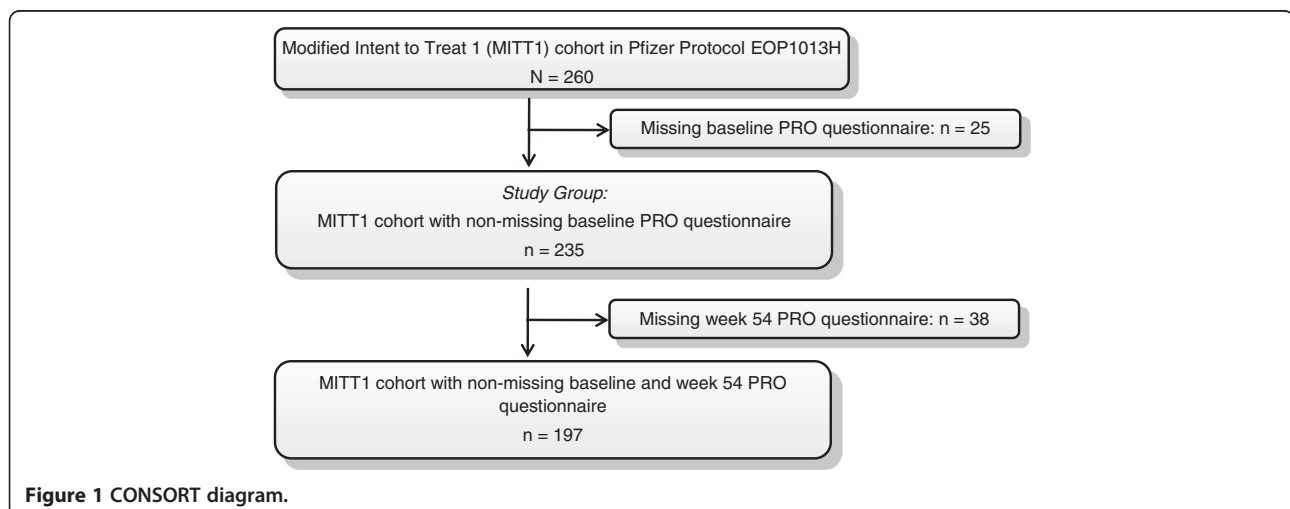 Modified Intent to Treat 1 (MITT1) cohort in Pfizer Protocol EOP1013H
N = 260
Missing baseline PRO questionnaire: n = 25
Study Group:
MITT1 cohort with non-missing baseline PRO questionnaire
n = 235
Missing week 54 PRO questionnaire: n = 38
MITT1 cohort with non-missing baseline and week 54 PRO
questionnaire
n = 197
Figure 1 CONSORT diagram.